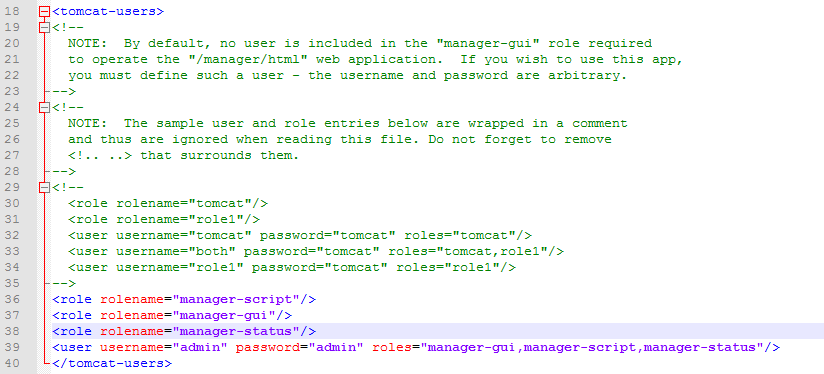 18 <tomcat-users>
19 <!--
20 NOTE:  By default, no user is included in the "manager-gui" role required
21 to operate the "/manager/html" web application.  If you wish to use this app,
22 you must define such a user - the username and password are arbitrary.
23 -->
24 <!--
25 NOTE:  The sample user and role entries below are wrapped in a comment
26 and thus are ignored when reading this file. Do not forget to remove
27 <!.. ..> that surrounds them.
28 -->
29 <!--
30 <role rolename="tomcat"/>
31 <role rolename="role1"/>
32 <user username="tomcat" password="tomcat" roles="tomcat"/>
33 <user username="both" password="tomcat" roles="tomcat,role1"/>
34 <user username="role1" password="tomcat" roles="role1"/>
35 -->
36 <role rolename="manager-script"/>
37 <role rolename="manager-gui"/>
38 <role rolename="manager-status"/>
39 <user username="admin" password="admin" roles="manager-gui,manager-script,manager-status"/>
40 </tomcat-users>